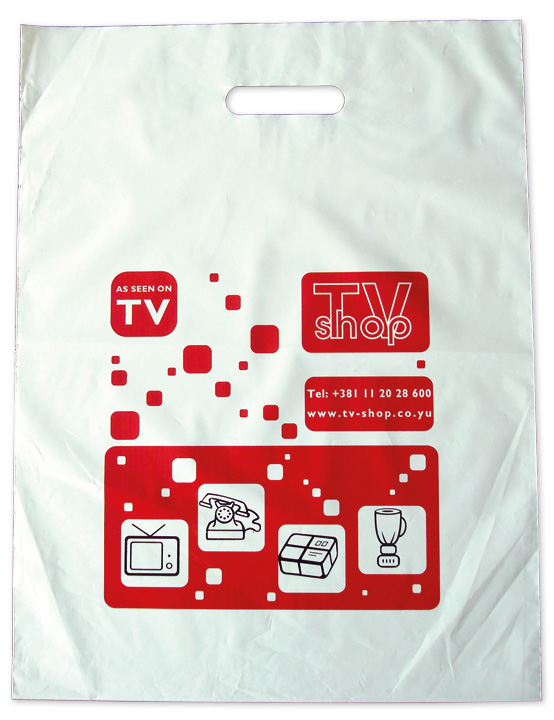 AS SEEN ON
TV
TV
shop
Tel: +381 11 20 28 600
www.tv-shop.co.yu